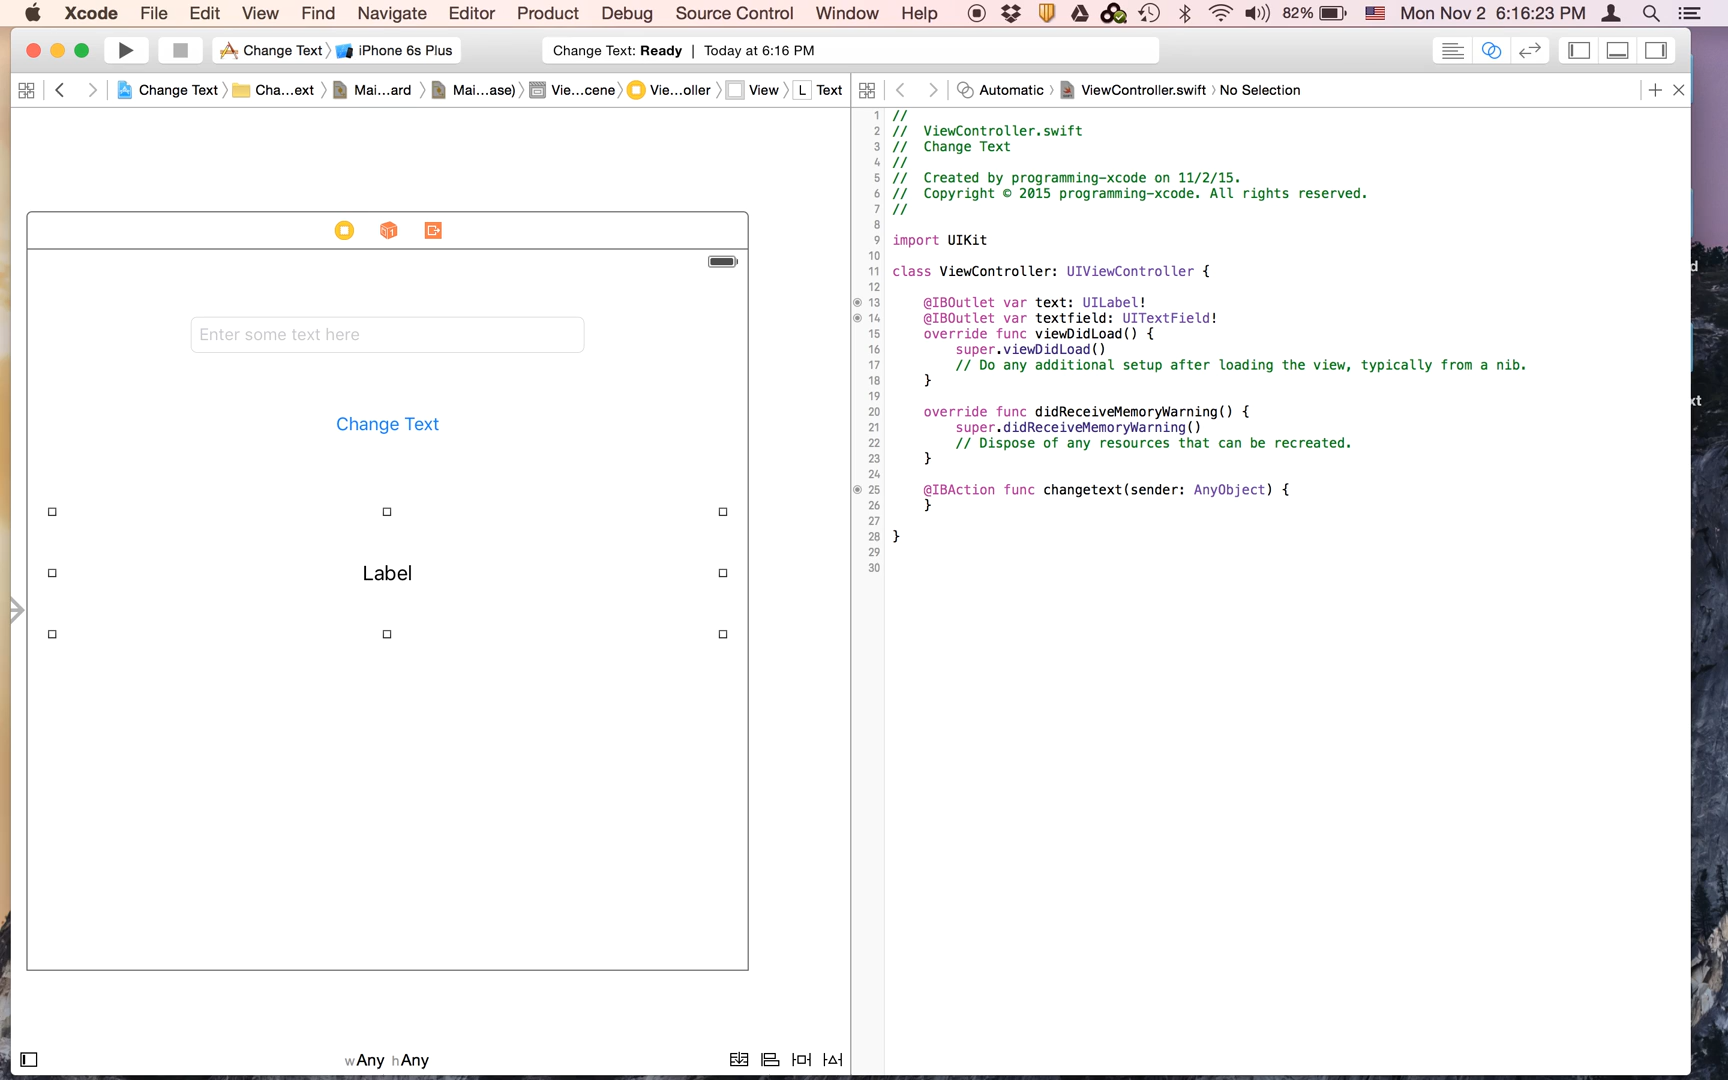 Xcode File Edit View Find Navigate Editor Product Debug Source Control Window Help 82% Mon Nov 2 6:16:23 PM
Change Text iPhone 6s Plus Change Text: Ready | Today at 6:16 PM
Change Text Cha...ext Mai...ard Mai...ase) Vie...cene Vie...oller View L Text Automatic ViewController.swift No Selection
Enter some text here
Change Text
Label
wAny hAny
1 //
2 // ViewController.swift
3 // Change Text
4 //
5 // Created by programming-xcode on 11/2/15.
6 // Copyright © 2015 programming-xcode. All rights reserved.
7 //
8
9 import UIKit
10
11 class ViewController: UIViewController {
12
13 @IBOutlet var text: UILabel!
14 @IBOutlet var textfield: UITextField!
15 override func viewDidLoad() {
16 super.viewDidLoad()
17 // Do any additional setup after loading the view, typically from a nib.
18 }
19
20 override func didReceiveMemoryWarning() {
21 super.didReceiveMemoryWarning()
22 // Dispose of any resources that can be recreated.
23 }
24
25 @IBAction func changetext(sender: AnyObject) {
26 }
27
28 }
29
30
d
xt